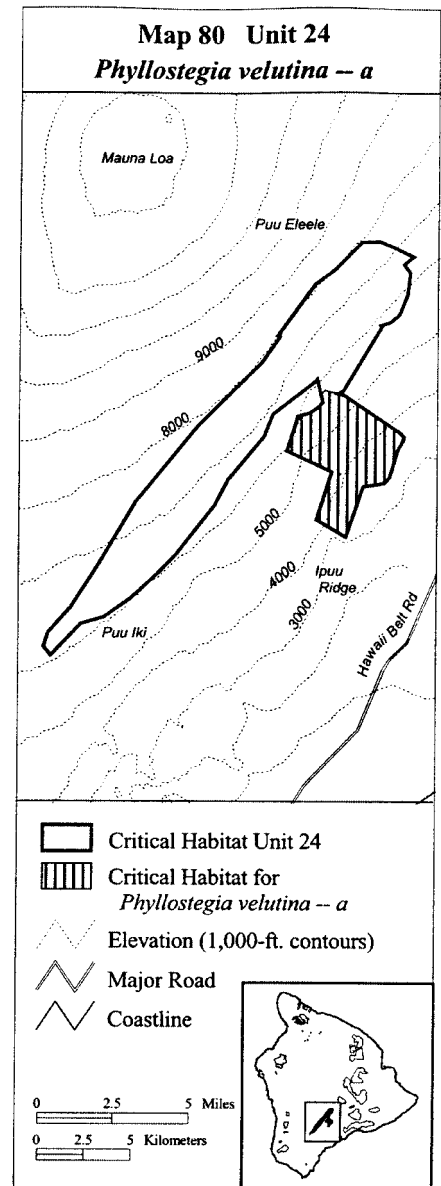 Map 80 Unit 24
Phyllostegia velutina -- a
Mauna Loa
Puu Eleele
9000
8000
5000
4000
3000
Ipuu
Ridge
Puu Iki
Hawaii Belt Rd
Critical Habitat Unit 24
Critical Habitat for
Phyllostegia velutina -- a
Elevation (1,000-ft. contours)
Major Road
Coastline
0 2.5 5 Miles
0 2.5 5 Kilometers